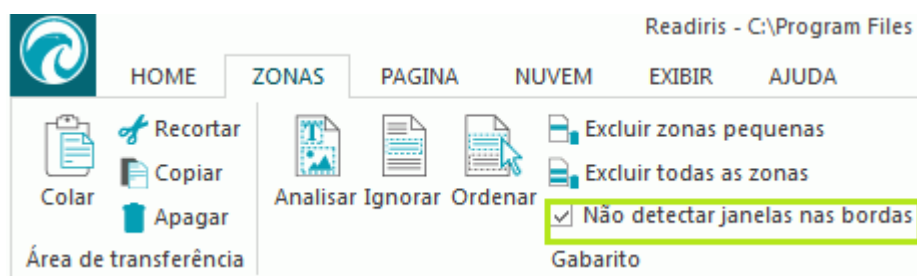 Readiris - C:\Program Files
HOME ZONAS PAGINA NUVEM EXIBIR AJUDA
Colar
Recortar
Copiar
Apagar
Área de transferência
Analisar Ignorar Ordenar
Excluir zonas pequenas
Excluir todas as zonas
Não detectar janelas nas bordas
Gabarito